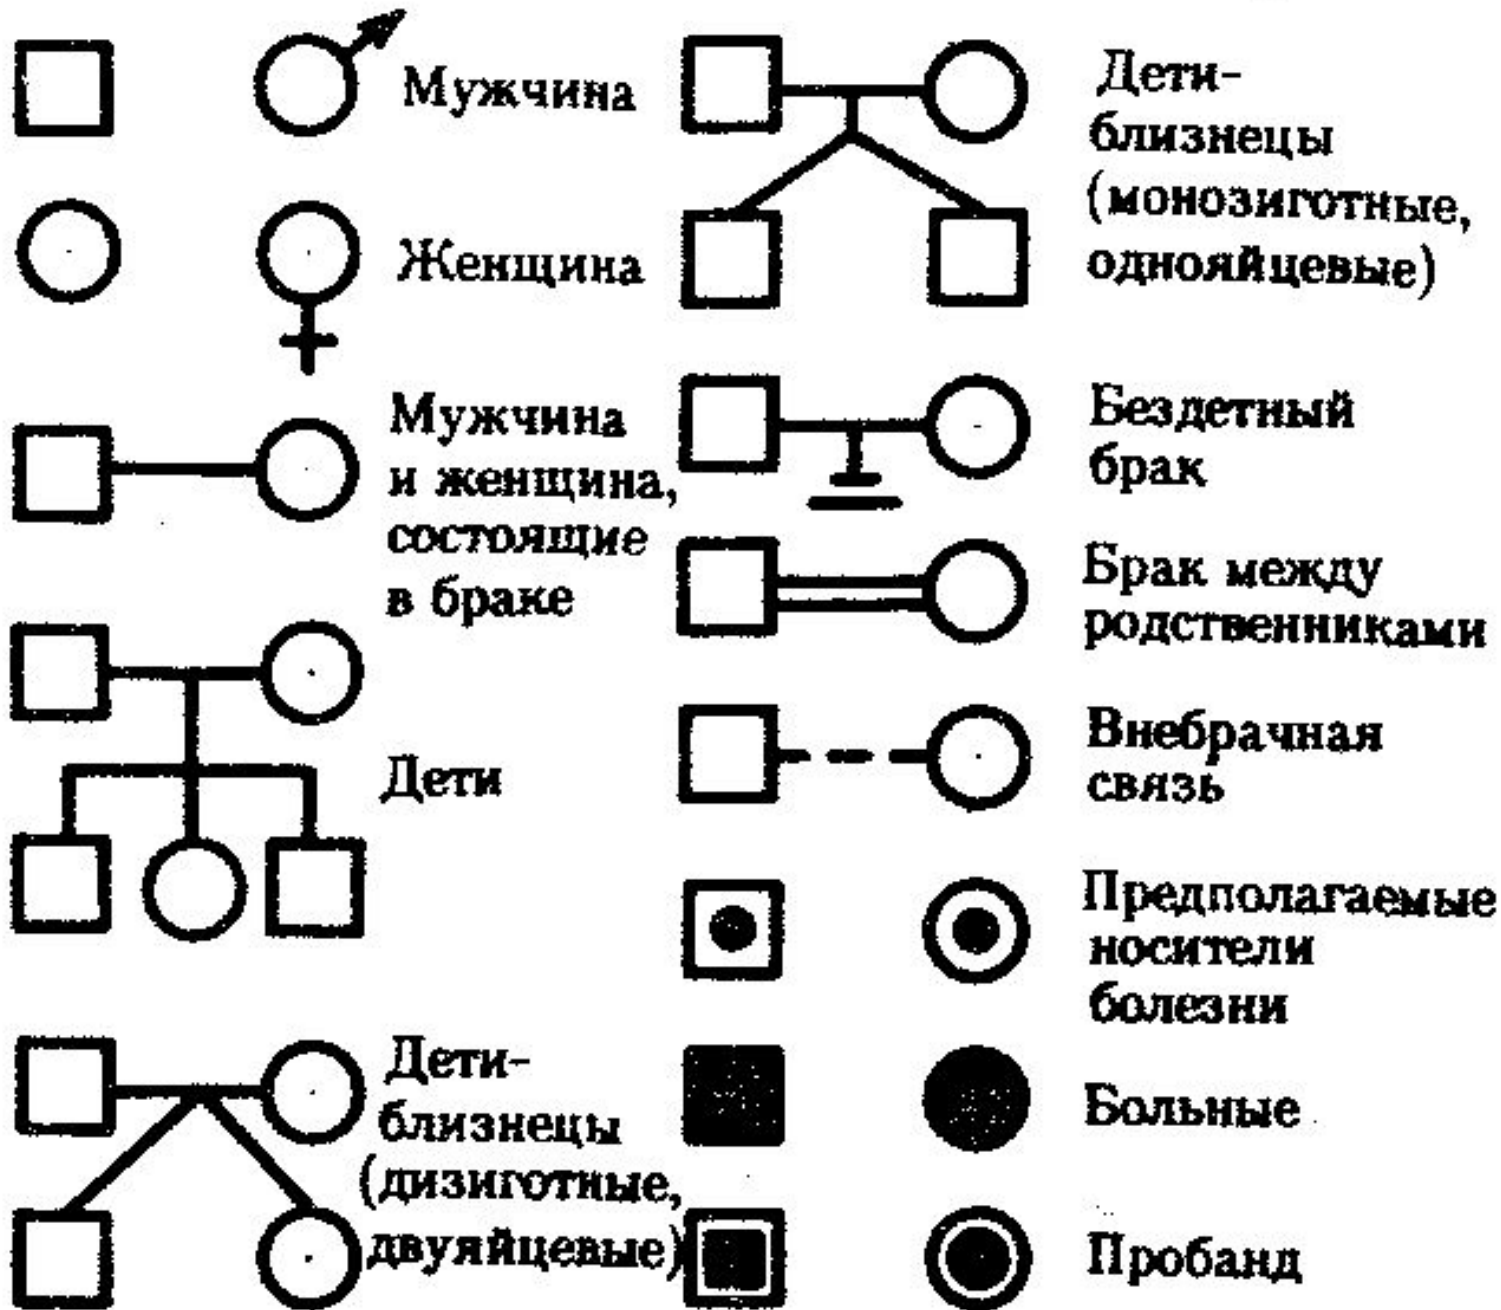 Мужчина
Женщина
Мужчина
и женщина,
состоящие
в браке
Дети
Дети-
близнецы
(дизиготные,
двуяйцевые)
Дети-
близнецы
(монозиготные,
однояйцевые)
Бездетный
брак
Брак между
родственниками
Внебрачная
связь
Предполагаемые
носители
болезни
Больные
Пробанд